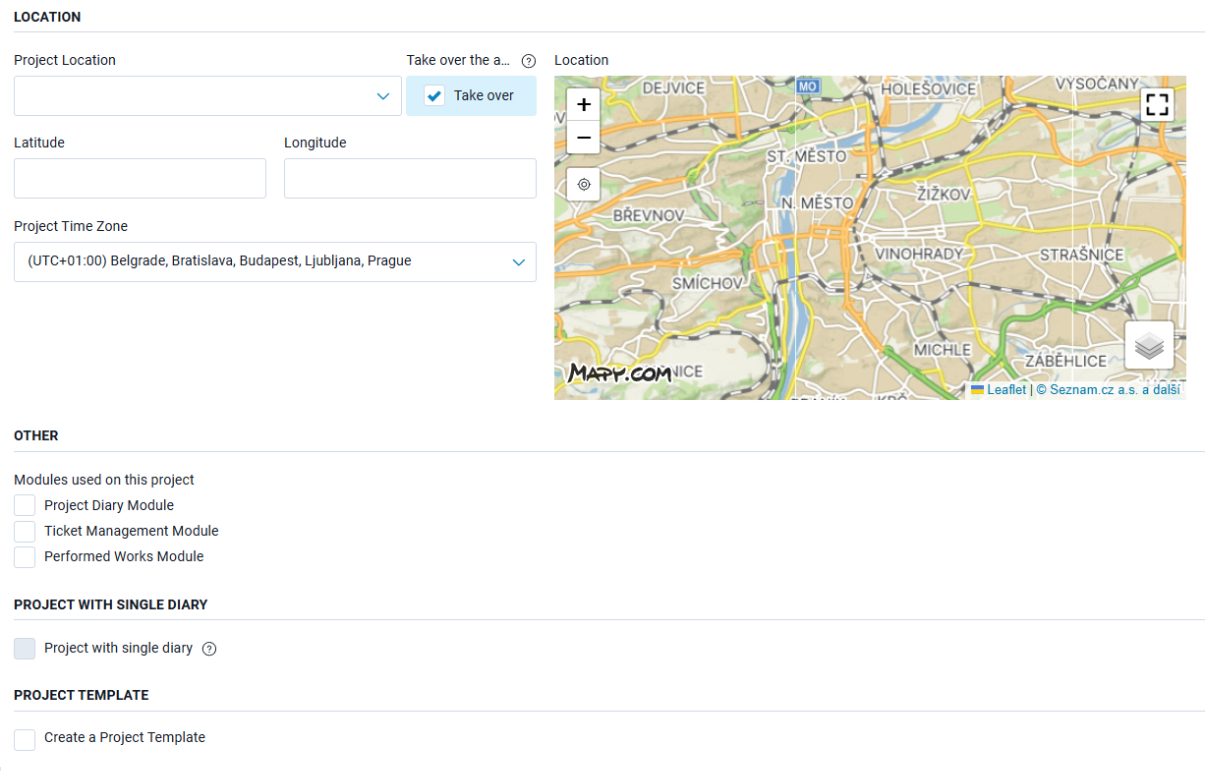 LOCATION
Project Location
Take over the a...
Location
Take over
Latitude
Longitude
Project Time Zone
(UTC+01:00) Belgrade, Bratislava, Budapest, Ljubljana, Prague
+
−
DEJVICE
MO
HOLEŠOVICE
VYSOČANY
ST. MĚSTO
ŽIŽKOV
N. MĚSTO
BŘEVNOV
VINOHRADY
STRAŠNICE
SMÍCHOV
MICHLE
ZÁBĚHLICE
MAPY.COM
Leaflet | © Seznam.cz a.s. a další
OTHER
Modules used on this project
Project Diary Module
Ticket Management Module
Performed Works Module
PROJECT WITH SINGLE DIARY
Project with single diary
PROJECT TEMPLATE
Create a Project Template